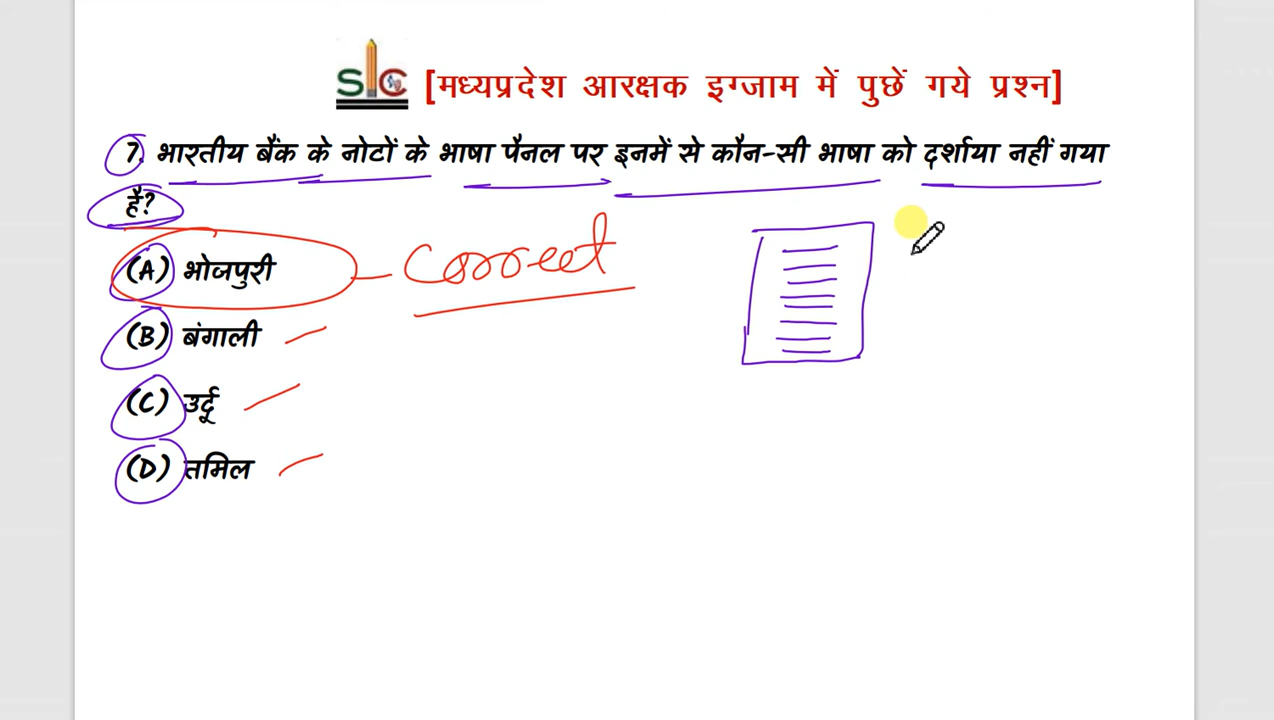 SIC [मध्यप्रदेश आरक्षक इग्जाम में पुछें गये प्रश्न]
7. भारतीय बैंक के नोटों के भाषा पैनल पर इनमें से कौन-सी भाषा को दर्शाया नहीं गया
है?
(A) भोजपुरी - Correct
(B) बंगाली
(C) उर्दू
(D) तमिल